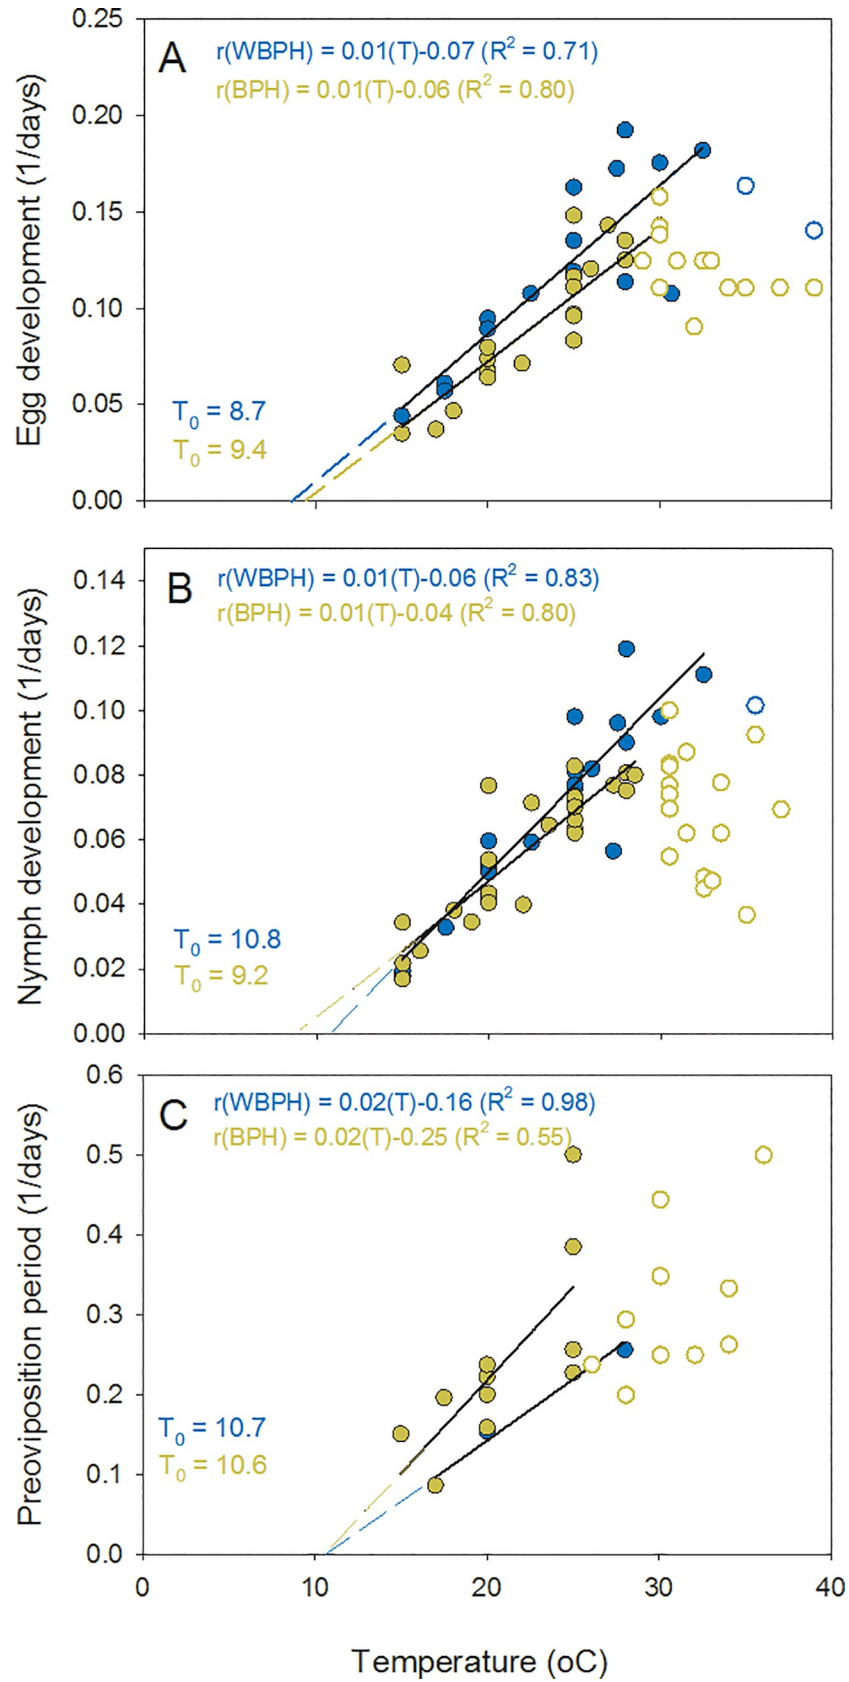 A
r(WBPH) = 0.01(T)-0.07 (R² = 0.71)
r(BPH) = 0.01(T)-0.06 (R² = 0.80)
Egg development (1/days)
0.25
0.20
0.15
0.10
0.05
0.00
T₀ = 8.7
T₀ = 9.4
B
r(WBPH) = 0.01(T)-0.06 (R² = 0.83)
r(BPH) = 0.01(T)-0.04 (R² = 0.80)
Nymph development (1/days)
0.14
0.12
0.10
0.08
0.06
0.04
0.02
0.00
T₀ = 10.8
T₀ = 9.2
C
r(WBPH) = 0.02(T)-0.16 (R² = 0.98)
r(BPH) = 0.02(T)-0.25 (R² = 0.55)
Preoviposition period (1/days)
0.6
0.5
0.4
0.3
0.2
0.1
0.0
T₀ = 10.7
T₀ = 10.6
0 10 20 30 40
Temperature (oC)